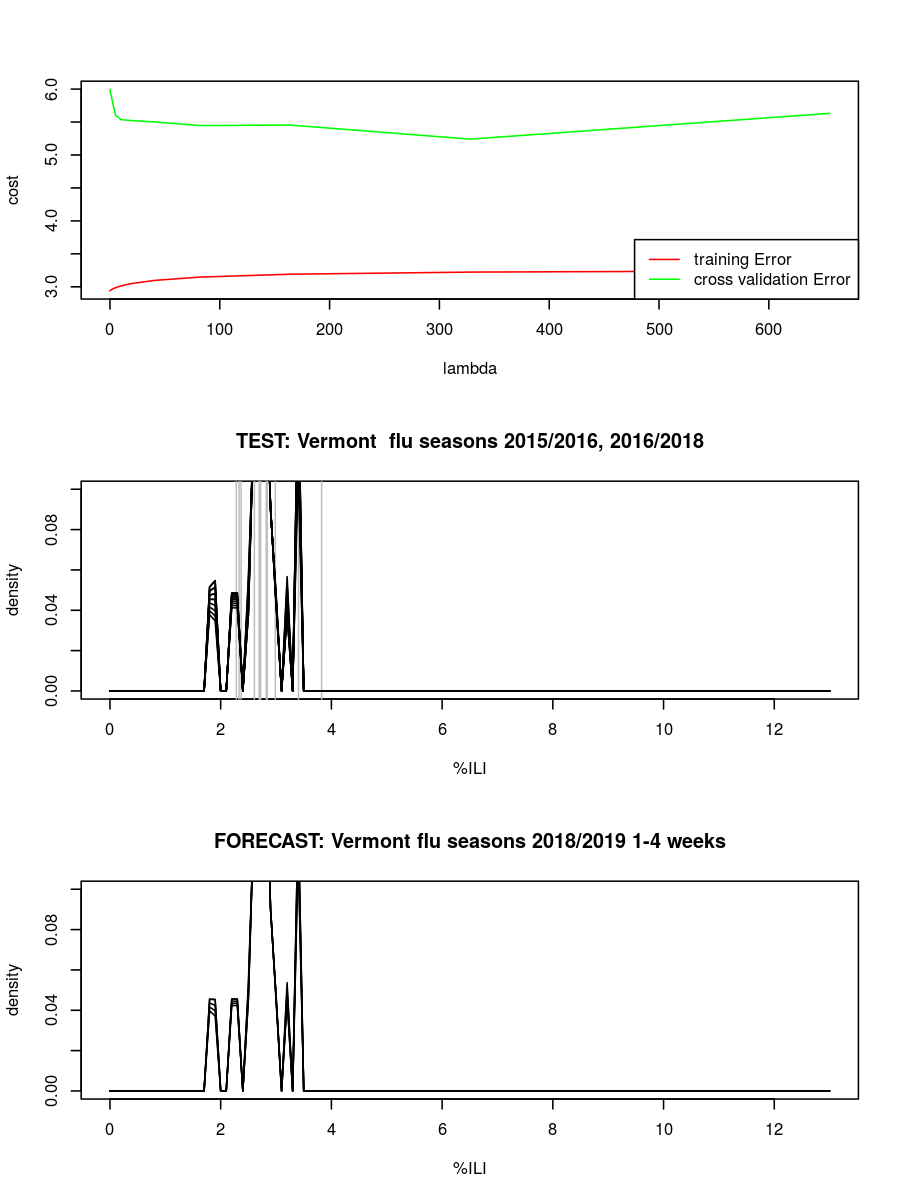 6.0
5.0
4.0
3.0
cost
training Error
cross validation Error
0 100 200 300 400 500 600
lambda
TEST: Vermont  flu seasons 2015/2016, 2016/2018
0.08
0.04
0.00
density
0 2 4 6 8 10 12
%ILI
FORECAST: Vermont flu seasons 2018/2019 1-4 weeks
0.08
0.04
0.00
density
0 2 4 6 8 10 12
%ILI